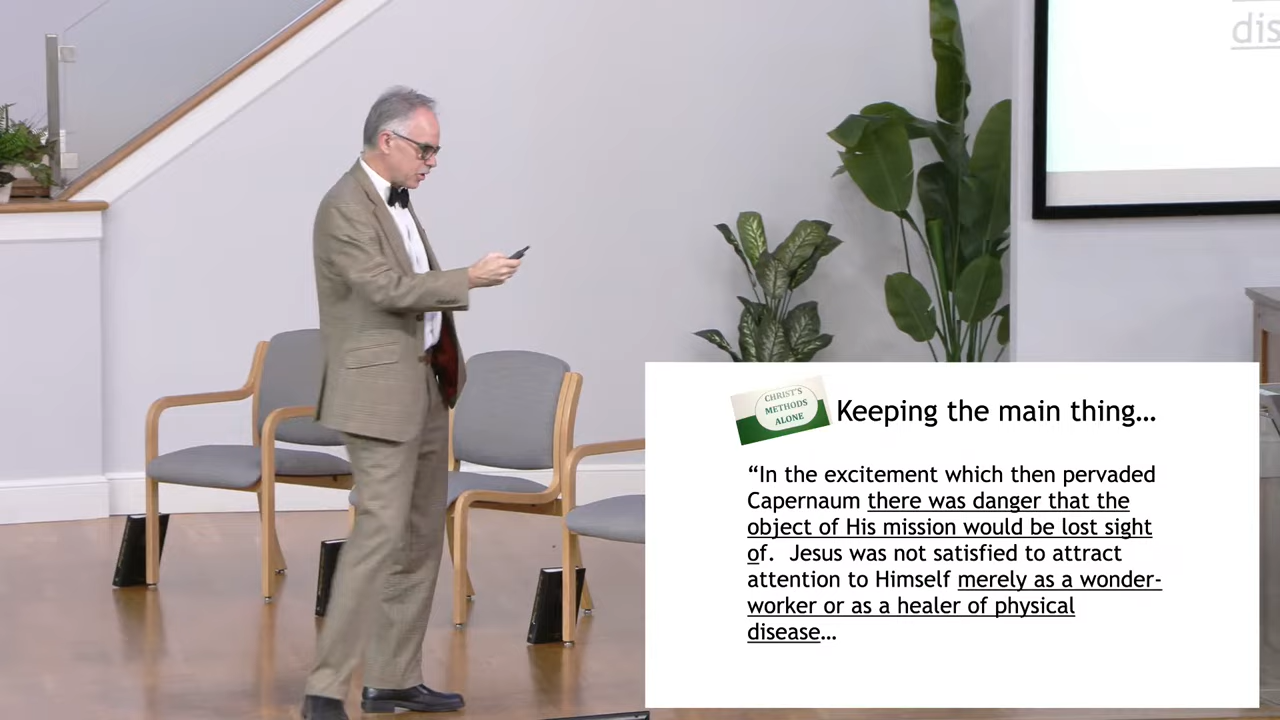 dis
CHRIST'S
METHODS
ALONE
Keeping the main thing…
“In the excitement which then pervaded
Capernaum there was danger that the
object of His mission would be lost sight
of.  Jesus was not satisfied to attract
attention to Himself merely as a wonder-
worker or as a healer of physical
disease…